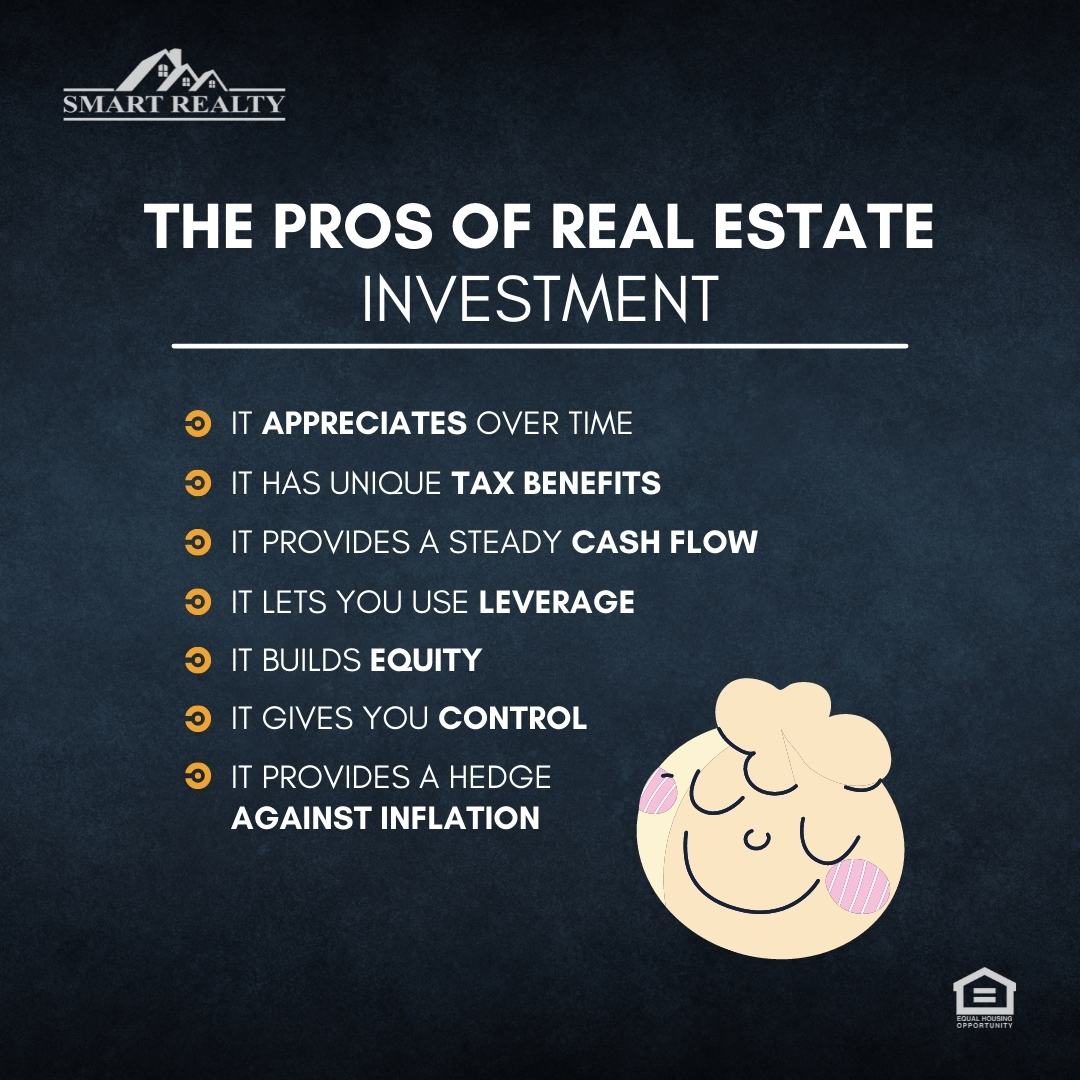 SMART REALTY
THE PROS OF REAL ESTATE
INVESTMENT
IT APPRECIATES OVER TIME
IT HAS UNIQUE TAX BENEFITS
IT PROVIDES A STEADY CASH FLOW
IT LETS YOU USE LEVERAGE
IT BUILDS EQUITY
IT GIVES YOU CONTROL
IT PROVIDES A HEDGE
AGAINST INFLATION
EQUAL HOUSING
OPPORTUNITY